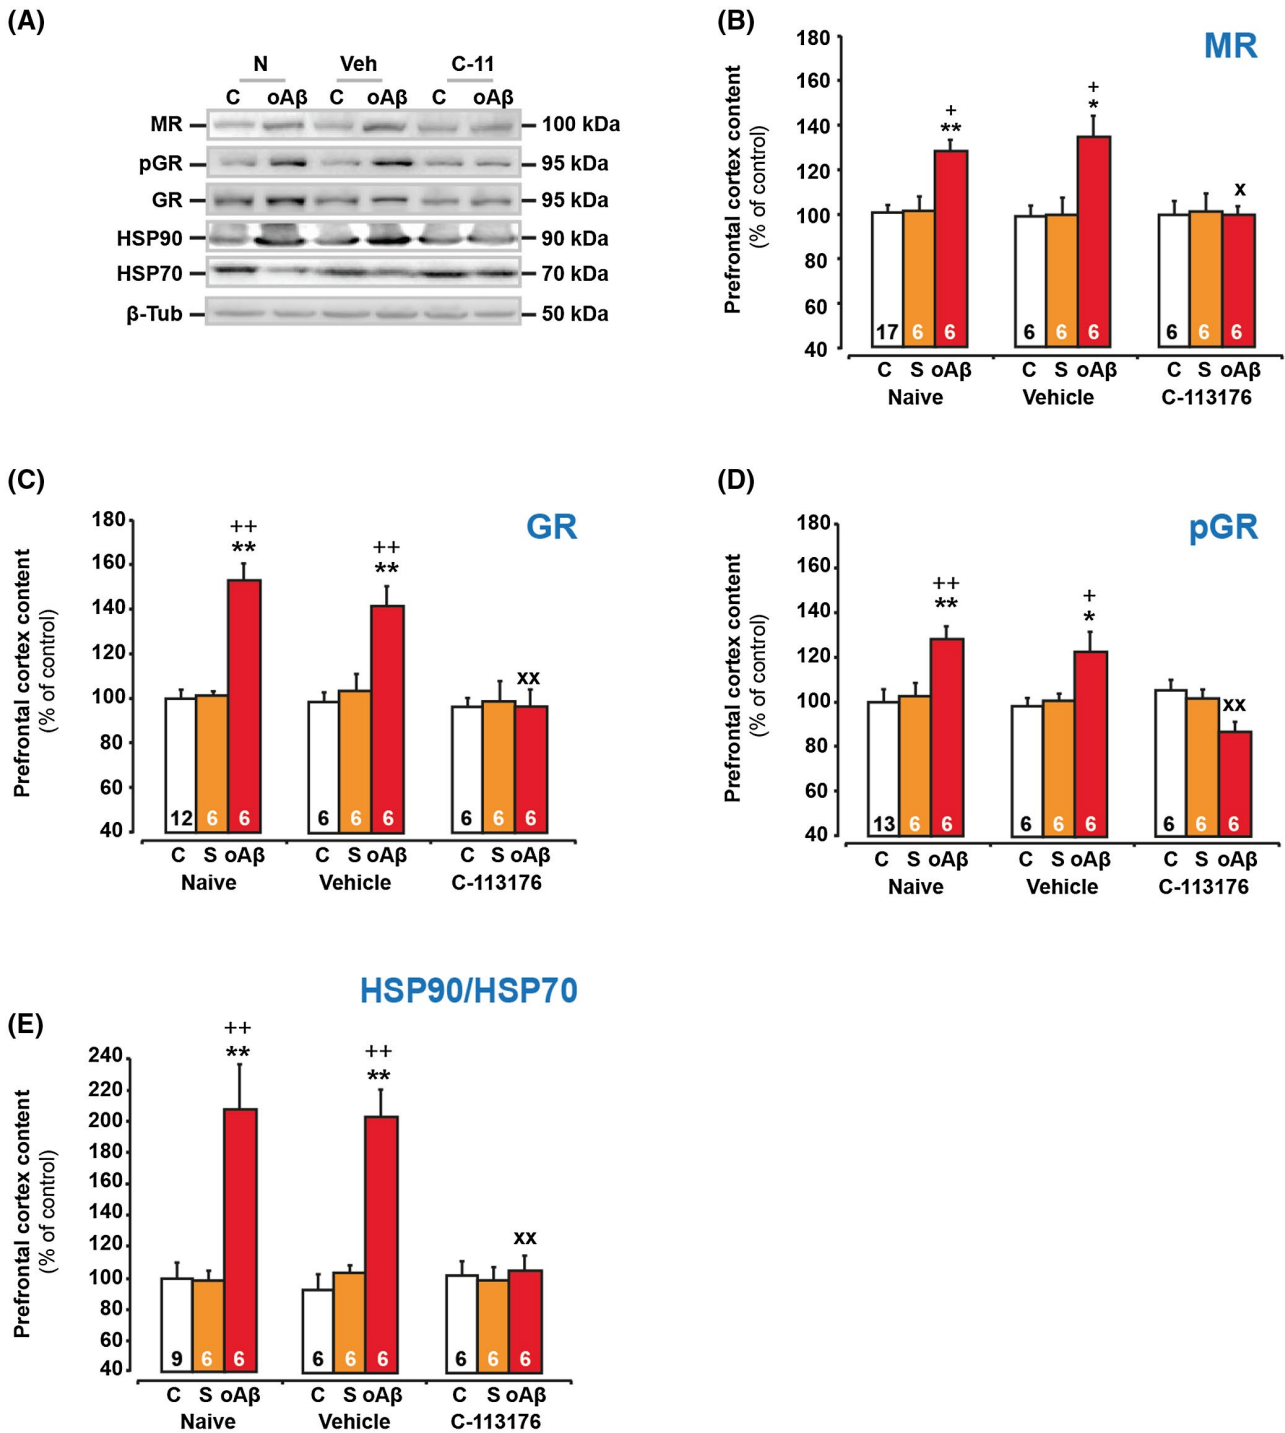 (A)
N Veh C-11
C oAβ C oAβ C oAβ
MR 100 kDa
pGR 95 kDa
GR 95 kDa
HSP90 90 kDa
HSP70 70 kDa
β-Tub 50 kDa
(B)
MR
Prefrontal cortex content
(% of control)
180
160
140
120
100
80
60
40
+
**
+
*
x
17 6 6 6 6 6 6 6 6
C S oAβ C S oAβ C S oAβ
Naive Vehicle C-113176
(C)
GR
Prefrontal cortex content
(% of control)
180
160
140
120
100
80
60
40
++
**
++
**
xx
12 6 6 6 6 6 6 6 6
C S oAβ C S oAβ C S oAβ
Naive Vehicle C-113176
(D)
pGR
Prefrontal cortex content
(% of control)
180
160
140
120
100
80
60
40
++
**
+
*
xx
13 6 6 6 6 6 6 6 6
C S oAβ C S oAβ C S oAβ
Naive Vehicle C-113176
HSP90/HSP70
(E)
Prefrontal cortex content
(% of control)
240
220
200
180
160
140
120
100
80
60
40
++
**
++
**
xx
9 6 6 6 6 6 6 6 6
C S oAβ C S oAβ C S oAβ
Naive Vehicle C-113176